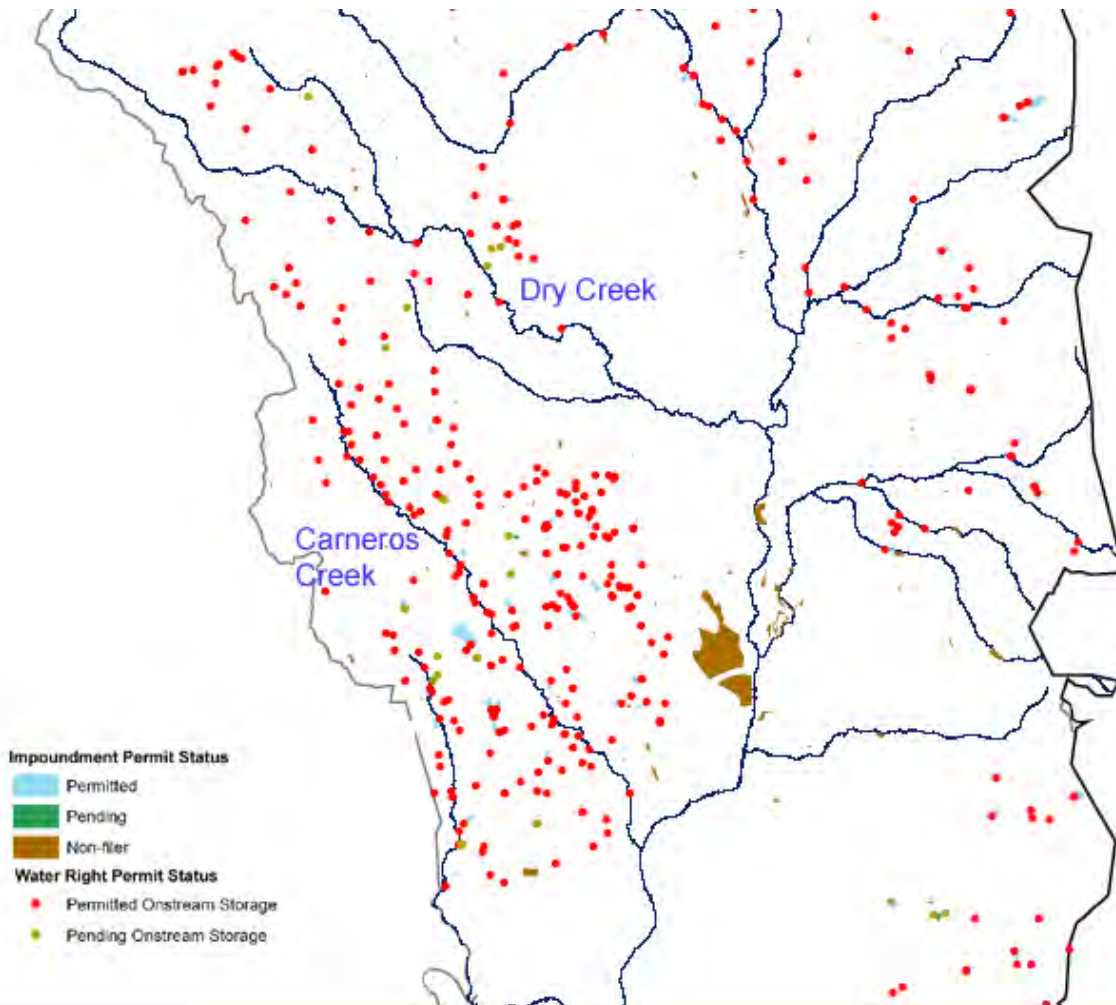 Dry Creek
Carneros
Creek
Impoundment Permit Status
Permitted
Pending
Non-filer
Water Right Permit Status
Permitted Onstream Storage
Pending Onstream Storage